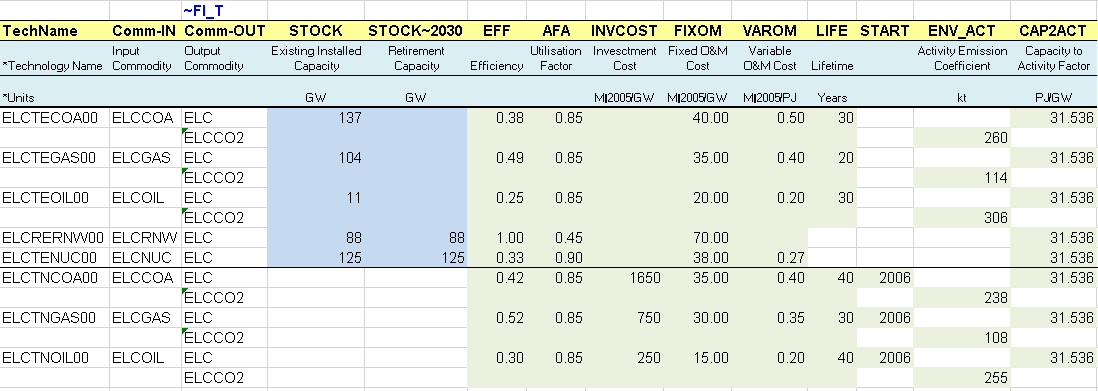 ~FI_T
TechName Comm-IN Comm-OUT STOCK STOCK~2030 EFF AFA INVCOST FIXOM VAROM LIFE START ENV_ACT CAP2ACT
*Technology Name Input Commodity Output Commodity Existing Installed Capacity Retirement Capacity Efficiency Utilisation Factor Invesctment Cost Fixed O&M Cost Variable O&M Cost Lifetime Activity Emission Coefficient Capacity to Activity Factor
*Units GW GW M|2005/GW M|2005/GW M|2005/PJ Years kt PJ/GW
ELCTECOA00 ELCCOA ELC 137 0.38 0.85 40.00 0.50 30 31.536
ELCCO2 260
ELCTEGAS00 ELCGAS ELC 104 0.49 0.85 35.00 0.40 20 31.536
ELCCO2 114
ELCTEOIL00 ELCOIL ELC 11 0.25 0.85 20.00 0.20 30 31.536
ELCCO2 306
ELCRERNW00 ELCRNW ELC 88 88 1.00 0.45 70.00 31.536
ELCTENUC00 ELCNUC ELC 125 125 0.33 0.90 38.00 0.27 31.536
ELCTNCOA00 ELCCOA ELC 0.42 0.85 1650 35.00 0.40 40 2006 31.536
ELCCO2 238
ELCTNGAS00 ELCGAS ELC 0.52 0.85 750 30.00 0.35 30 2006 31.536
ELCCO2 108
ELCTNOIL00 ELCOIL ELC 0.30 0.85 250 15.00 0.20 40 2006 31.536
ELCCO2 255